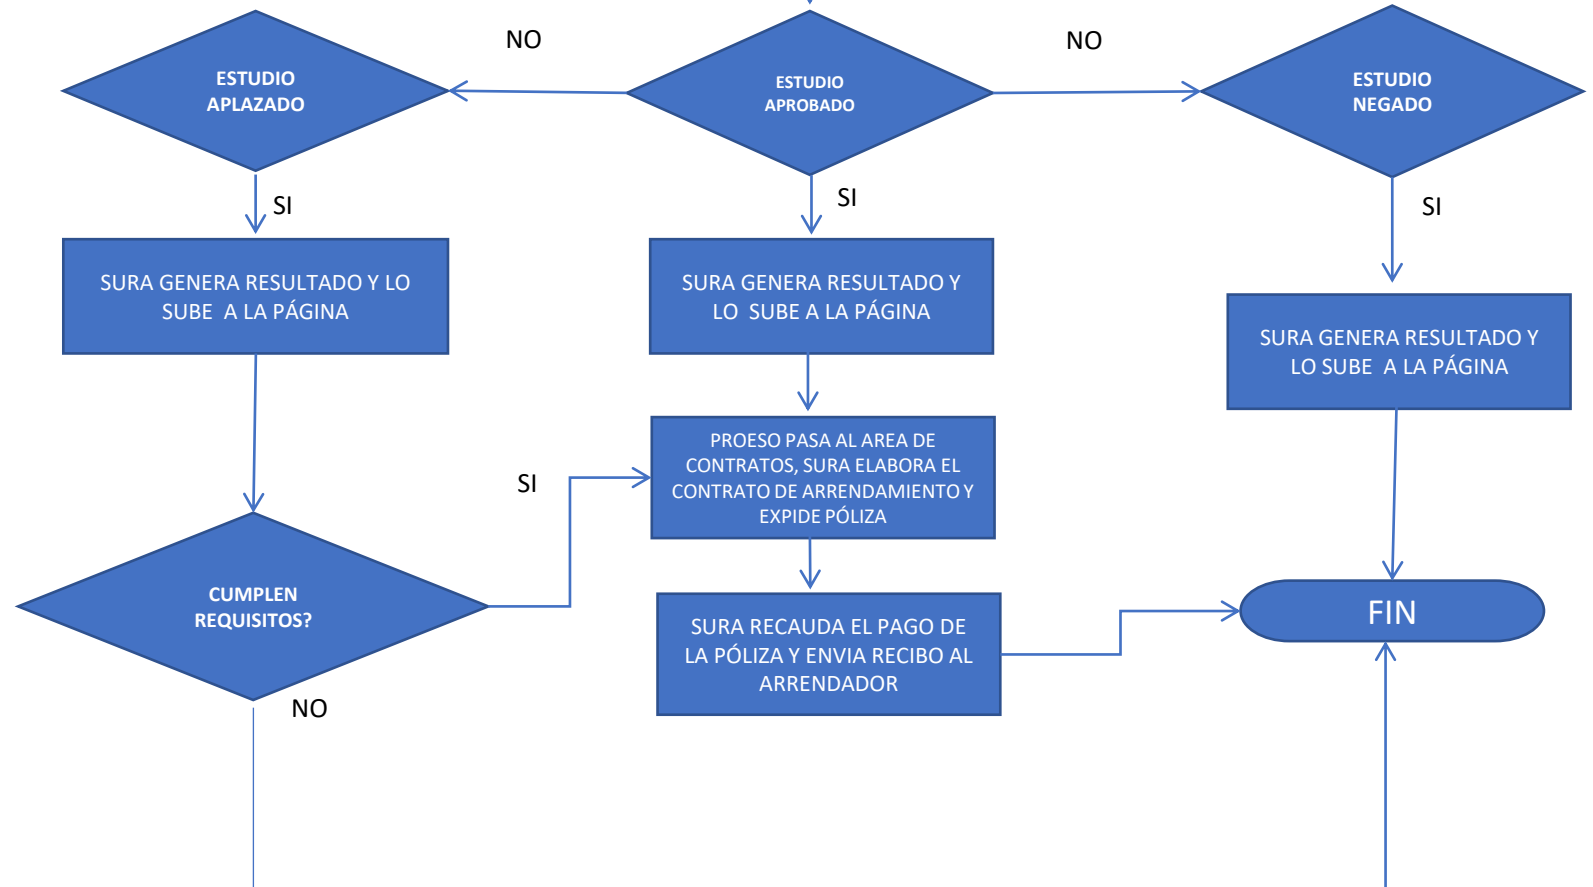 NO
NO
ESTUDIO
APLAZADO
ESTUDIO
APROBADO
ESTUDIO
NEGADO
SI
SI
SI
SURA GENERA RESULTADO Y LO
SUBE A LA PÁGINA
SURA GENERA RESULTADO Y
LO SUBE A LA PÁGINA
SURA GENERA RESULTADO Y
LO SUBE A LA PÁGINA
PROESO PASA AL AREA DE
CONTRATOS, SURA ELABORA EL
CONTRATO DE ARRENDAMIENTO Y
EXPIDE PÓLIZA
SI
CUMPLEN
REQUISITOS?
SURA RECAUDA EL PAGO DE
LA PÓLIZA Y ENVIA RECIBO AL
ARRENDADOR
FIN
NO